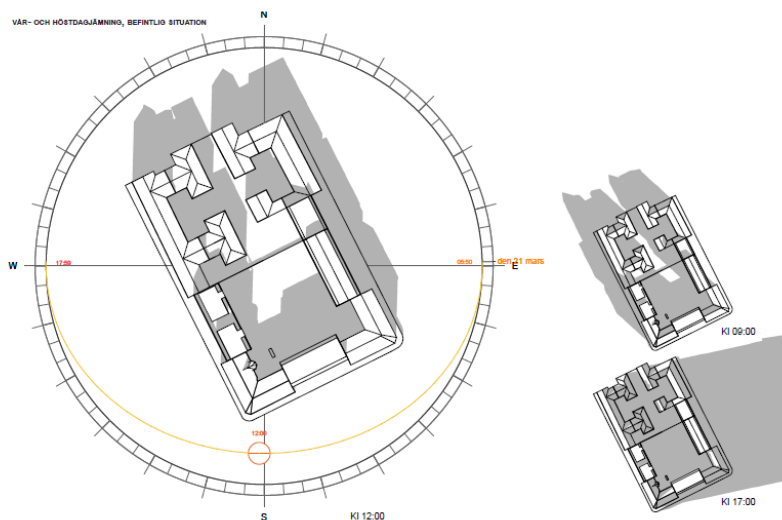 VÅR- OCH HÖSTDAGJÄMNING, BEFINTLIG SITUATION
N
W
17:59
05:50
den 21 mars
E
Kl 09:00
12:00
S
Kl 12:00
Kl 17:00